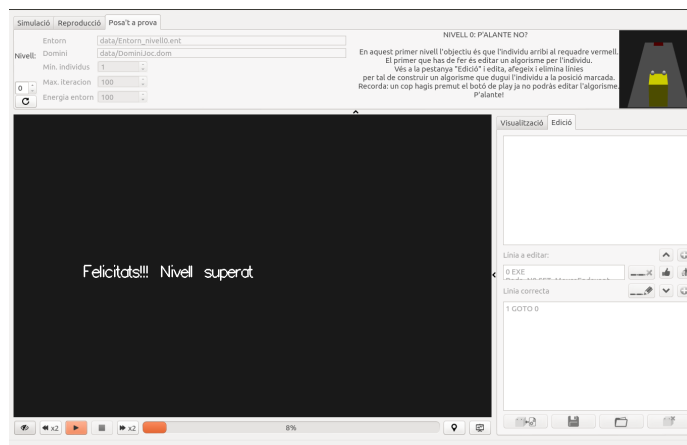 Simulació Reproducció Posa't a prova
Nivell:
0
Entorn data/Entorn_nivell0.ent
Domini data/DominiJoc.dom
Min. individus 1
Max. iteracion 100
Energia entorn 100
NIVELL 0: P'ALANTE NO?
En aquest primer nivell l'objectiu és que l'individu arribi al requadre vermell.
El primer que has de fer és editar un algorisme per l'individu.
Vés a la pestanya "Edició" i edita, afegeix i elimina línies
per tal de construir un algorisme que dugui l'individu a la posició marcada.
Recorda: un cop hagis premut el botó de play ja no podràs editar l'algorisme.
P'alante!
Felicitats!!! Nivell superat
Visualització Edició
Línia a editar:
0 EXE
Línia correcta
1 GOTO 0
x2
x2
8%